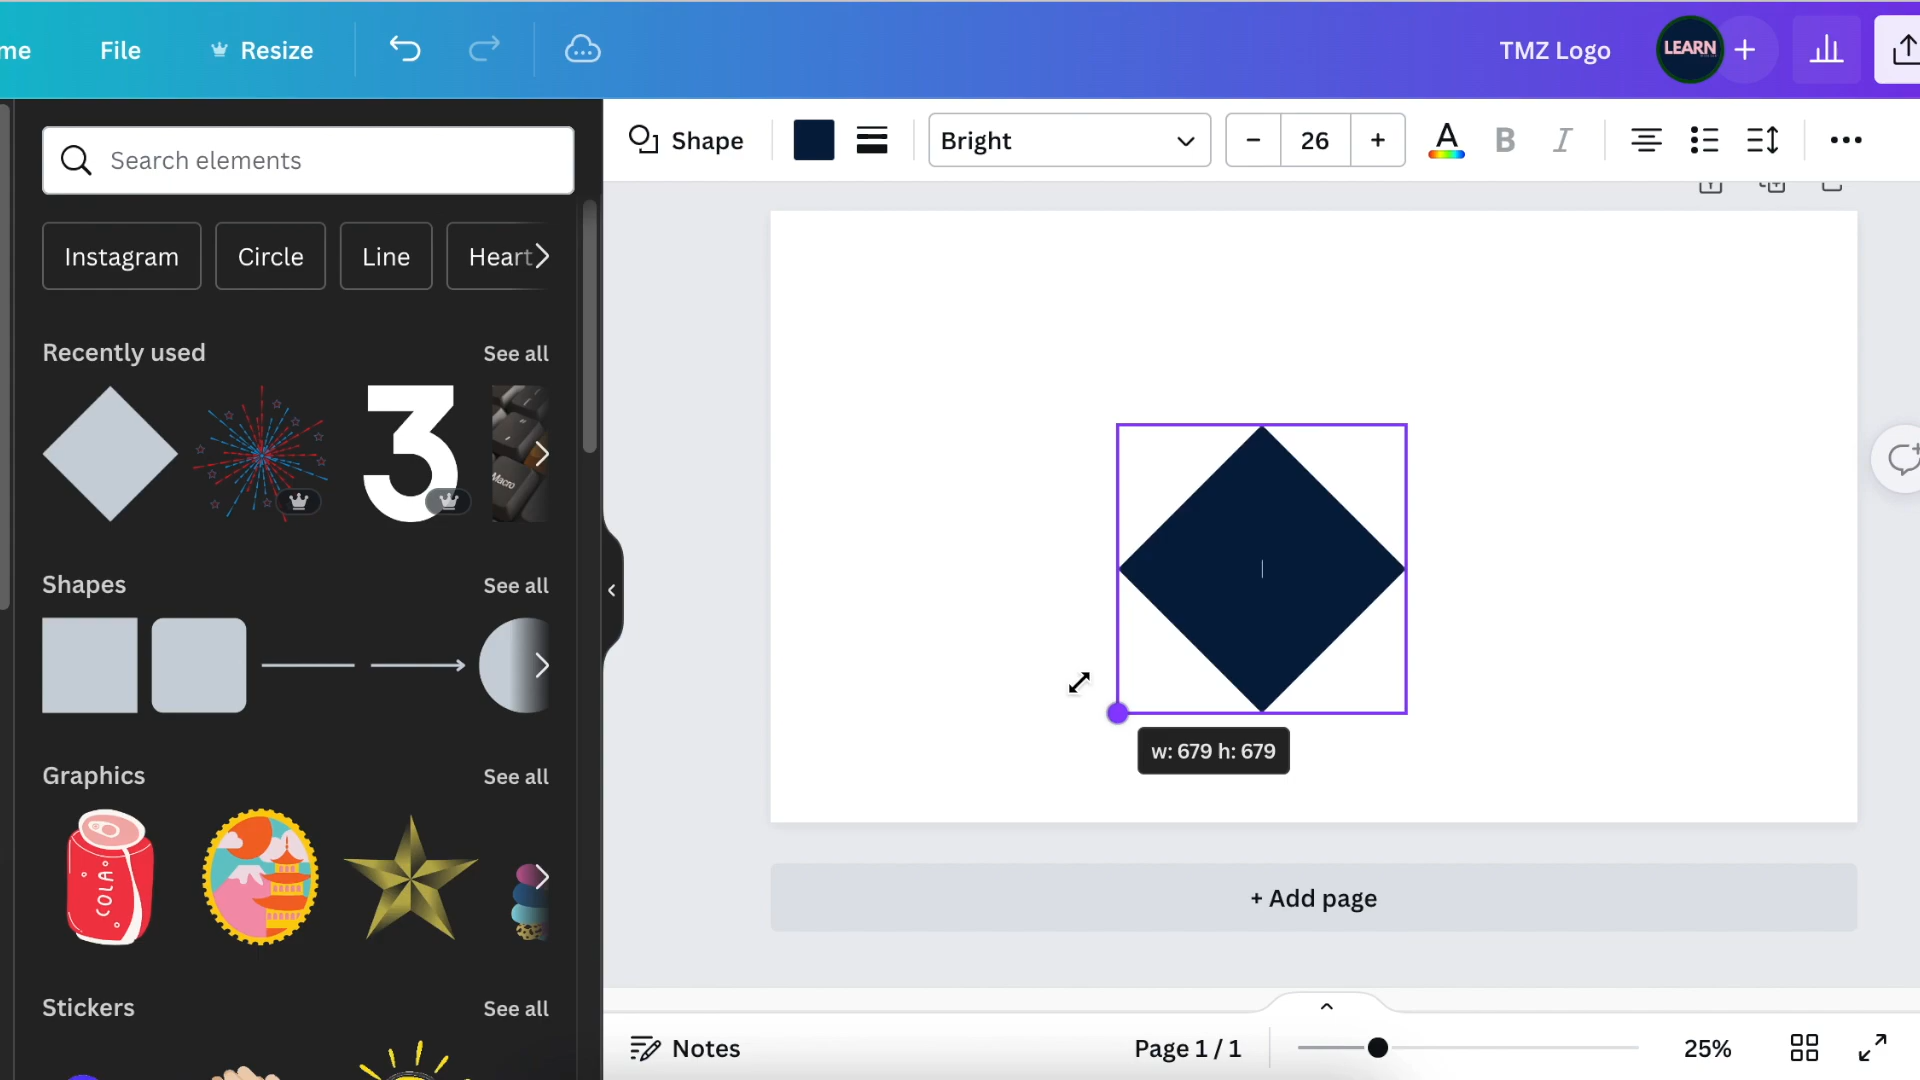 me File Resize TMZ Logo LEARN
Search elements
Shape Bright 26 A B I
Instagram Circle Line Heart
Recently used See all
3
Macro
Shapes See all
Graphics See all
COLA
w: 679 h: 679
+ Add page
Stickers See all
Notes Page 1 / 1 25%